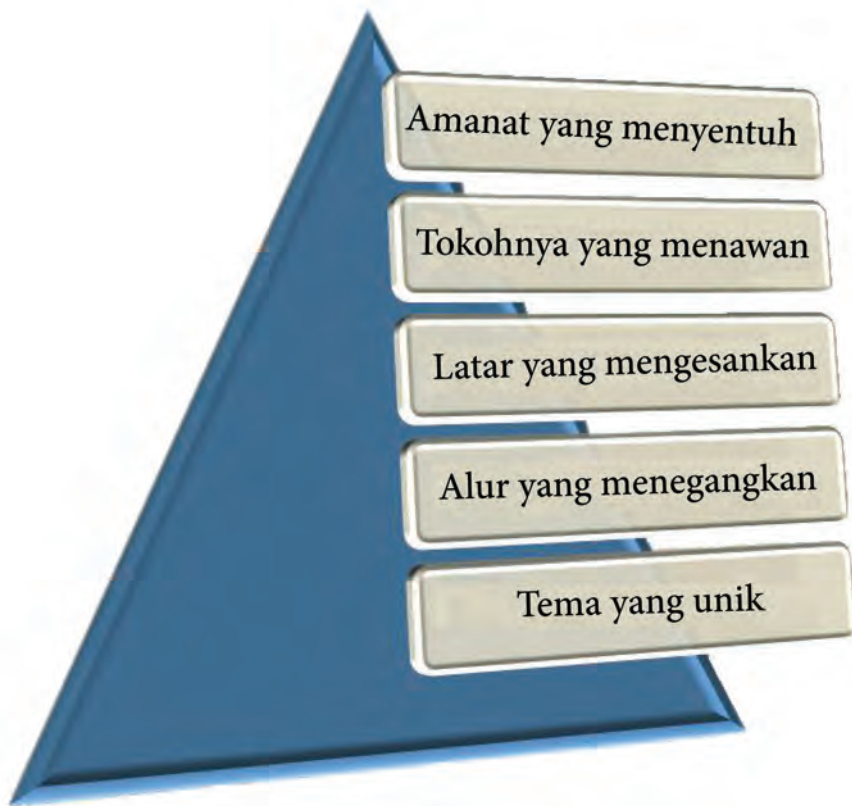 Amanat yang menyentuh
Tokohnya yang menawan
Latar yang mengesankan
Alur yang menegangkan
Tema yang unik